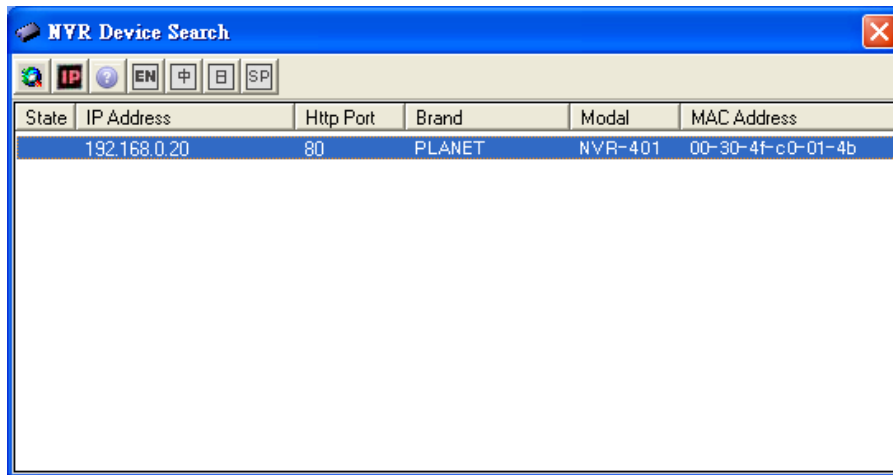 NVR Device Search
IP ? EN 中 日 SP
State IP Address Http Port Brand Modal MAC Address
192.168.0.20 80 PLANET NVR-401 00-30-4f-c0-01-4b